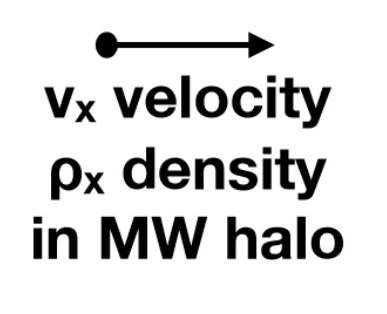 vₓ velocity
ρₓ density
in MW halo